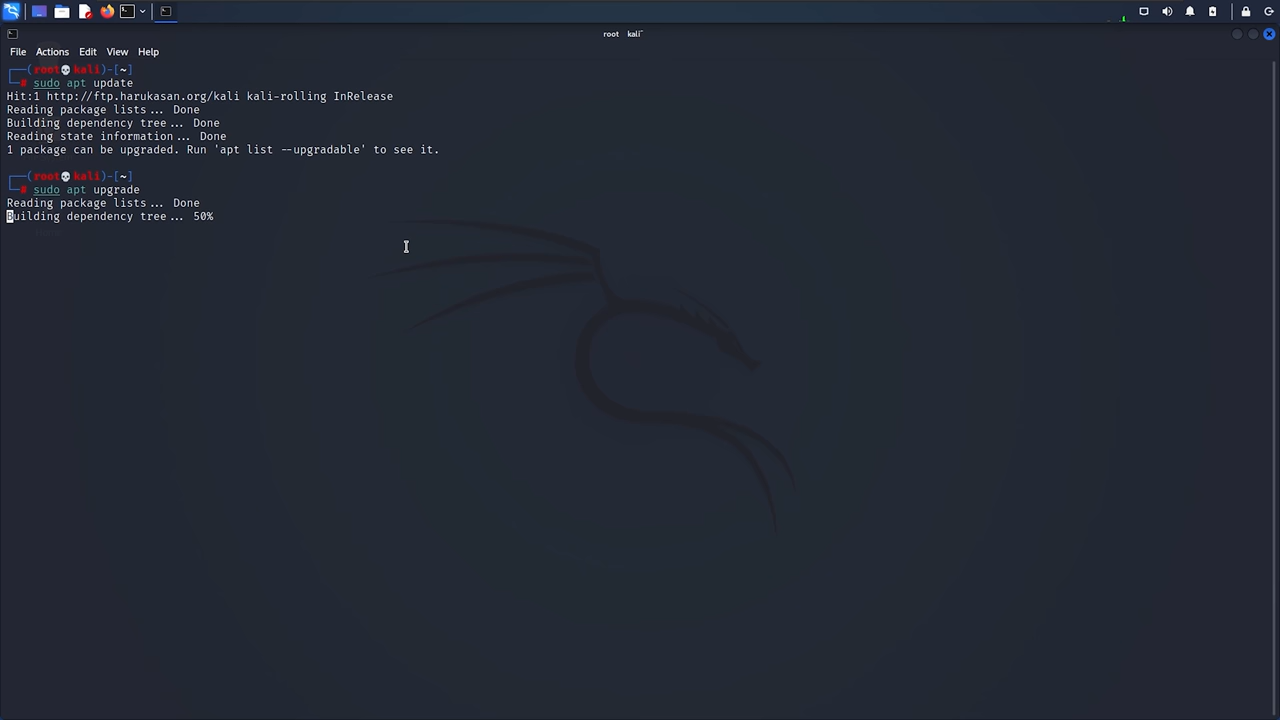 root kali~
File Actions Edit View Help
┌──(root💀kali)-[~]
└─# sudo apt update
Hit:1 http://ftp.harukasan.org/kali kali-rolling InRelease
Reading package lists... Done
Building dependency tree... Done
Reading state information... Done
1 package can be upgraded. Run 'apt list --upgradable' to see it.
┌──(root💀kali)-[~]
└─# sudo apt upgrade
Reading package lists... Done
Building dependency tree... 50%